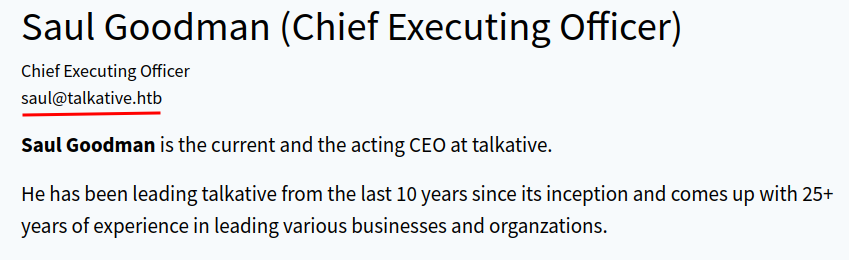 Saul Goodman (Chief Executing Officer)
Chief Executing Officer
saul@talkative.htb
Saul Goodman is the current and the acting CEO at talkative.
He has been leading talkative from the last 10 years since its inception and comes up with 25+
years of experience in leading various businesses and organzations.